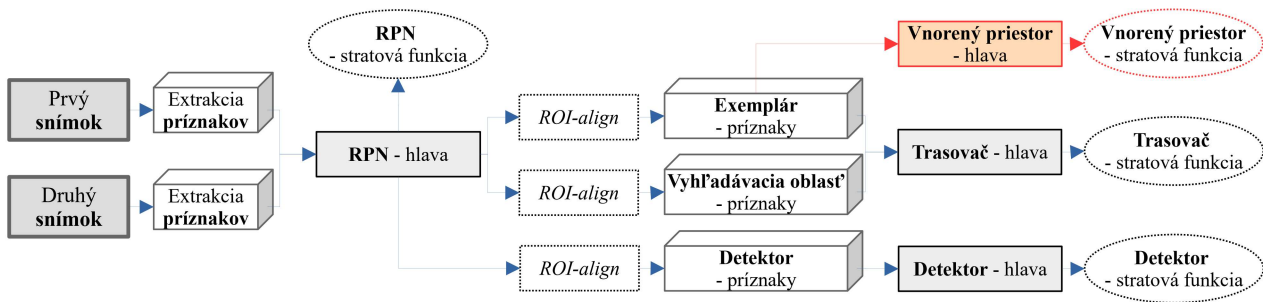 Prvý
snímok
Extrakcia
príznakov
Druhý
snímok
Extrakcia
príznakov
RPN
- stratová funkcia
RPN - hlava
ROI-align
ROI-align
ROI-align
Exemplár
- príznaky
Vyhľadávacia oblasť
- príznaky
Detektor
- príznaky
Vnorený priestor
- hlava
Trasovač - hlava
Detektor - hlava
Vnorený priestor
- stratová funkcia
Trasovač
- stratová funkcia
Detektor
- stratová funkcia